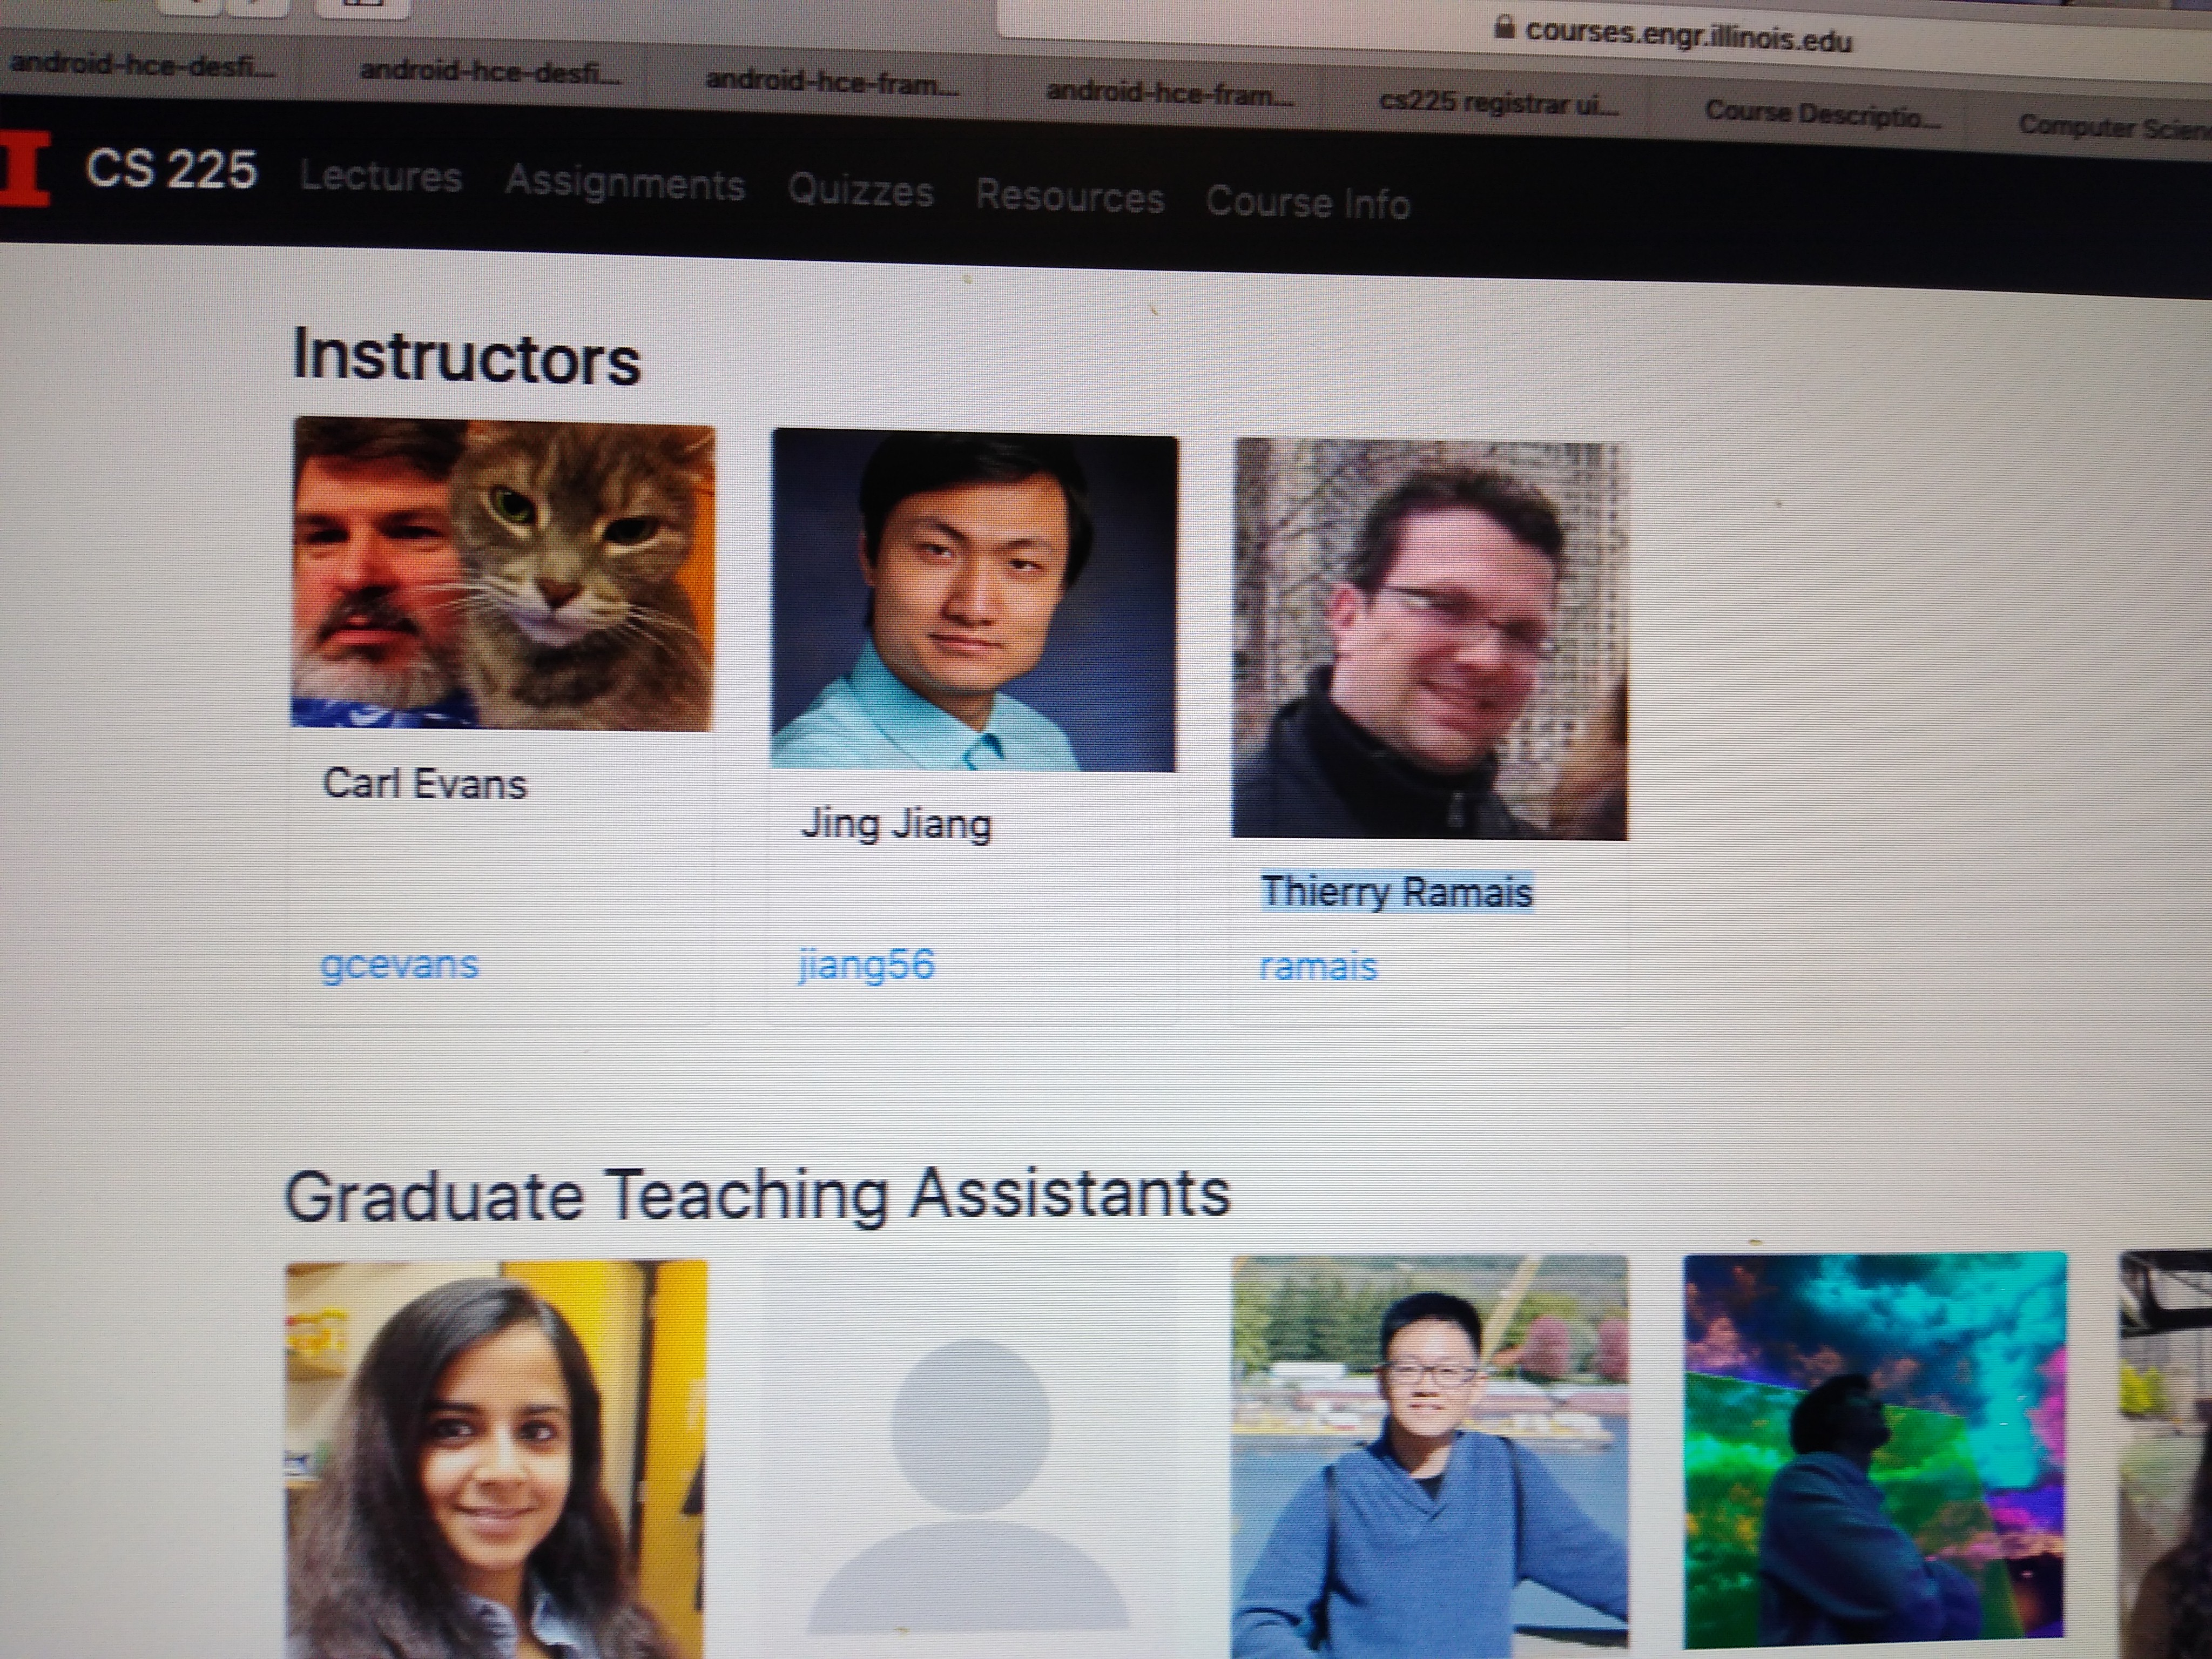 courses.engr.illinois.edu
android-hce-desfi... android-hce-desfi... android-hce-fram... android-hce-fram... cs225 registrar ui... Course Descriptio... Computer Scien
I CS 225 Lectures Assignments Quizzes Resources Course Info
Instructors
Carl Evans
Jing Jiang
Thierry Ramais
gcevans jiang56 ramais
Graduate Teaching Assistants